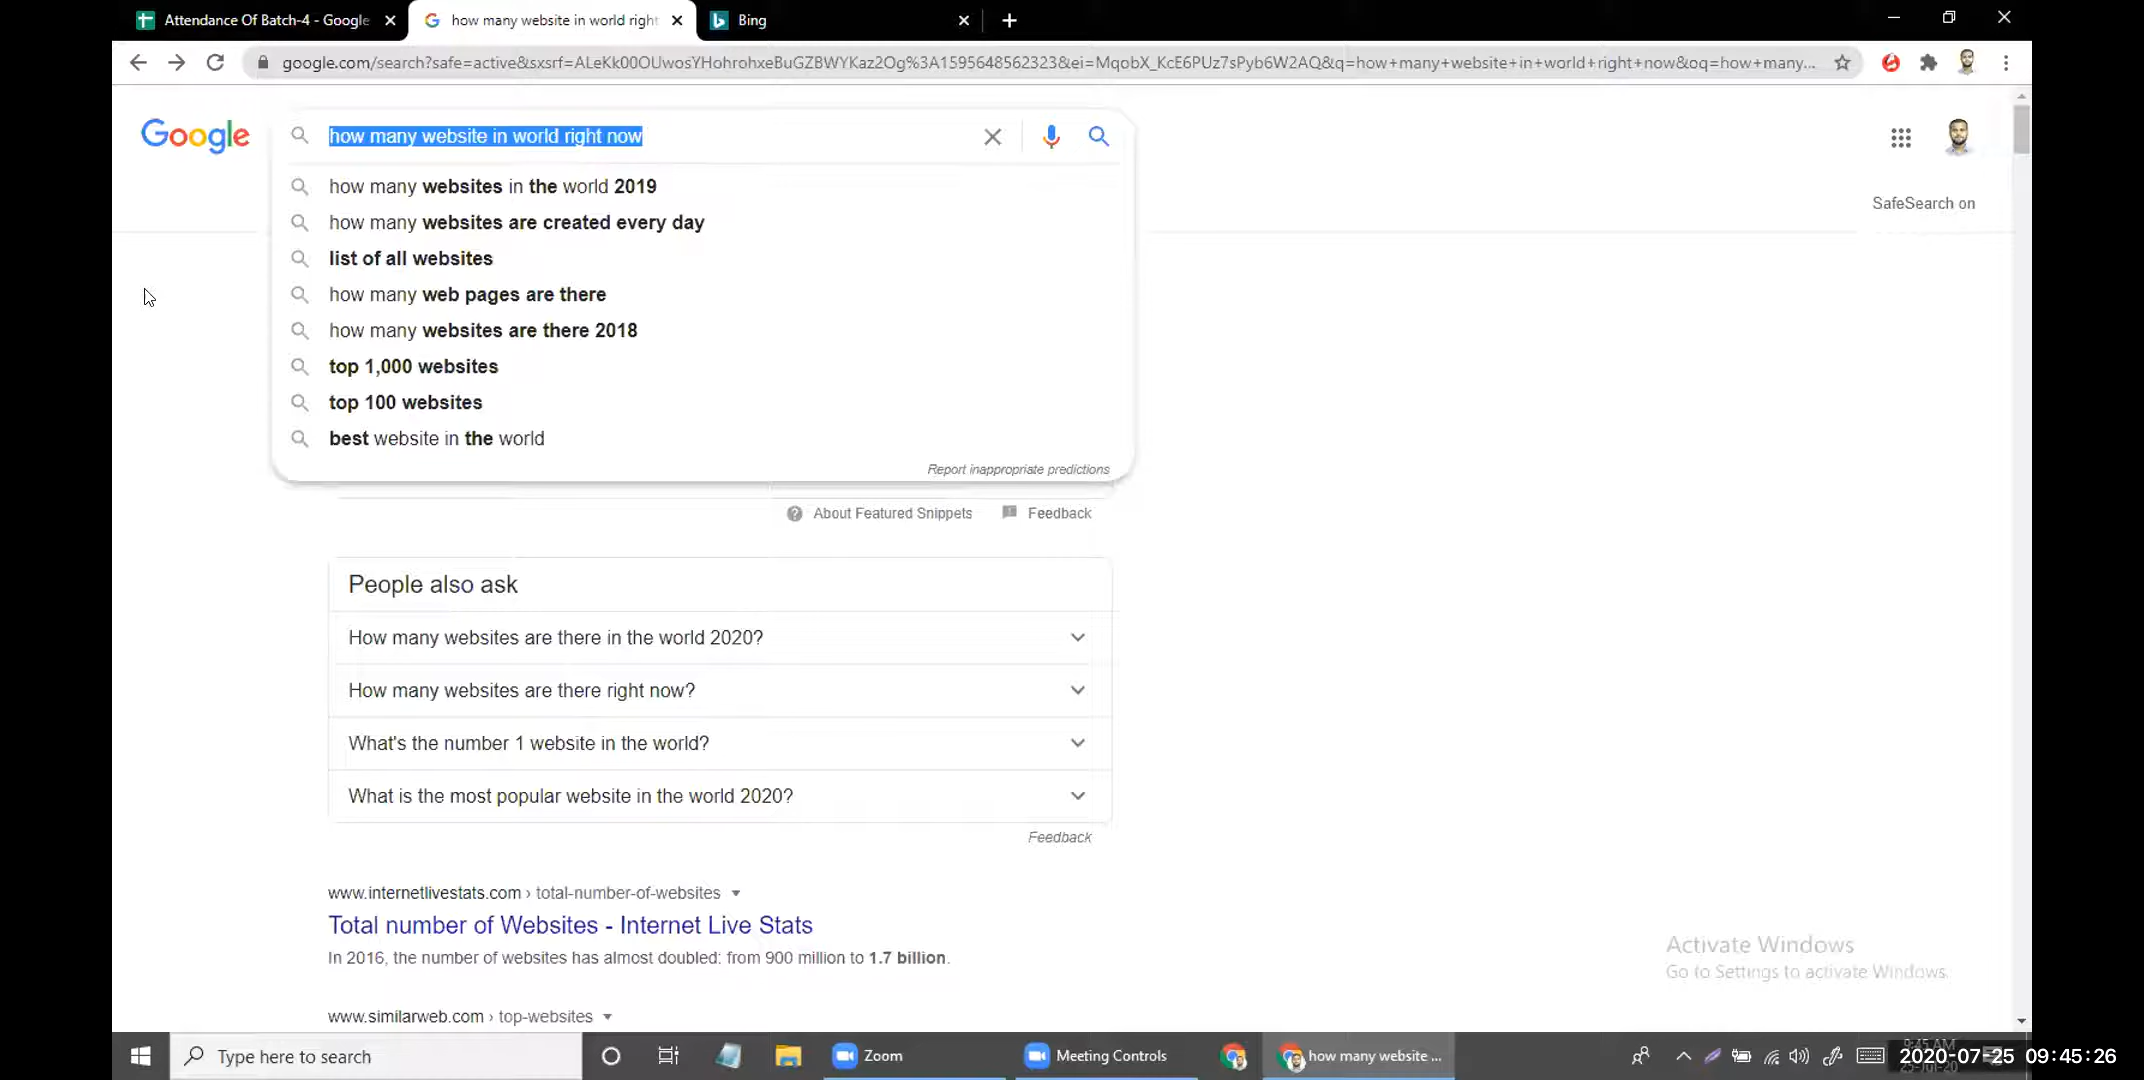 Attendance Of Batch-4 - Google
how many website in world right
Bing
google.com/search?safe=active&sxsrf=ALeKk00OUwosYHohrohxeBuGZBWYKaz2Og%3A1595648562323&ei=MqobX_KcE6PUz7sPyb6W2AQ&q=how+many+website+in+world+right+now&oq=how+many...
Google
how many website in world right now
how many websites in the world 2019
how many websites are created every day
SafeSearch on
list of all websites
how many web pages are there
how many websites are there 2018
top 1,000 websites
top 100 websites
best website in the world
Report inappropriate predictions
About Featured Snippets
Feedback
People also ask
How many websites are there in the world 2020?
How many websites are there right now?
What's the number 1 website in the world?
What is the most popular website in the world 2020?
Feedback
www.internetlivestats.com › total-number-of-websites
Total number of Websites - Internet Live Stats
In 2016, the number of websites has almost doubled: from 900 million to 1.7 billion.
Activate Windows
Go to Settings to activate Windows.
www.similarweb.com › top-websites
Type here to search
Zoom
Meeting Controls
how many website ...
9:45 AM
2020-07-25 09:45:26
25-Jul-20